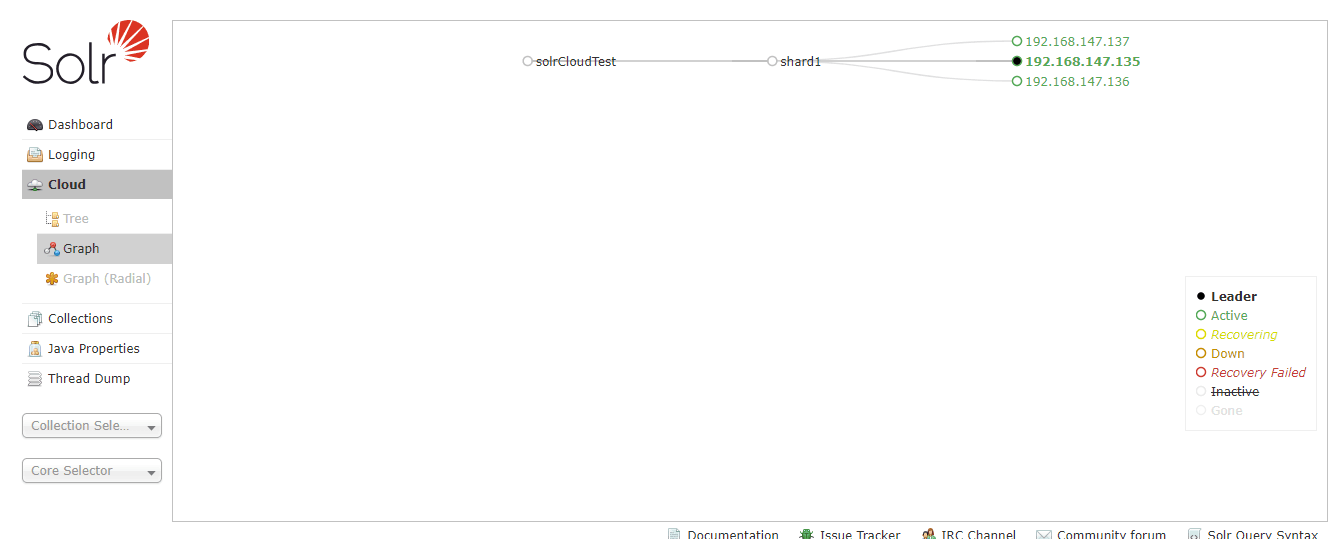 Solr
192.168.147.137
solrCloudTest shard1 192.168.147.135
192.168.147.136
Dashboard
Logging
Cloud
Tree
Graph
Graph (Radial)
Collections
Java Properties
Thread Dump
Collection Sele...
Core Selector
Leader
Active
Recovering
Down
Recovery Failed
Inactive
Gone
Documentation Issue Tracker IRC Channel Community forum Solr Query Syntax